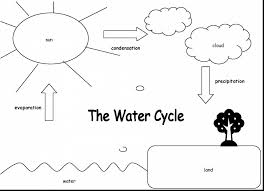 sun
condensation
cloud
precipitation
evaporation
The Water Cycle
water
land